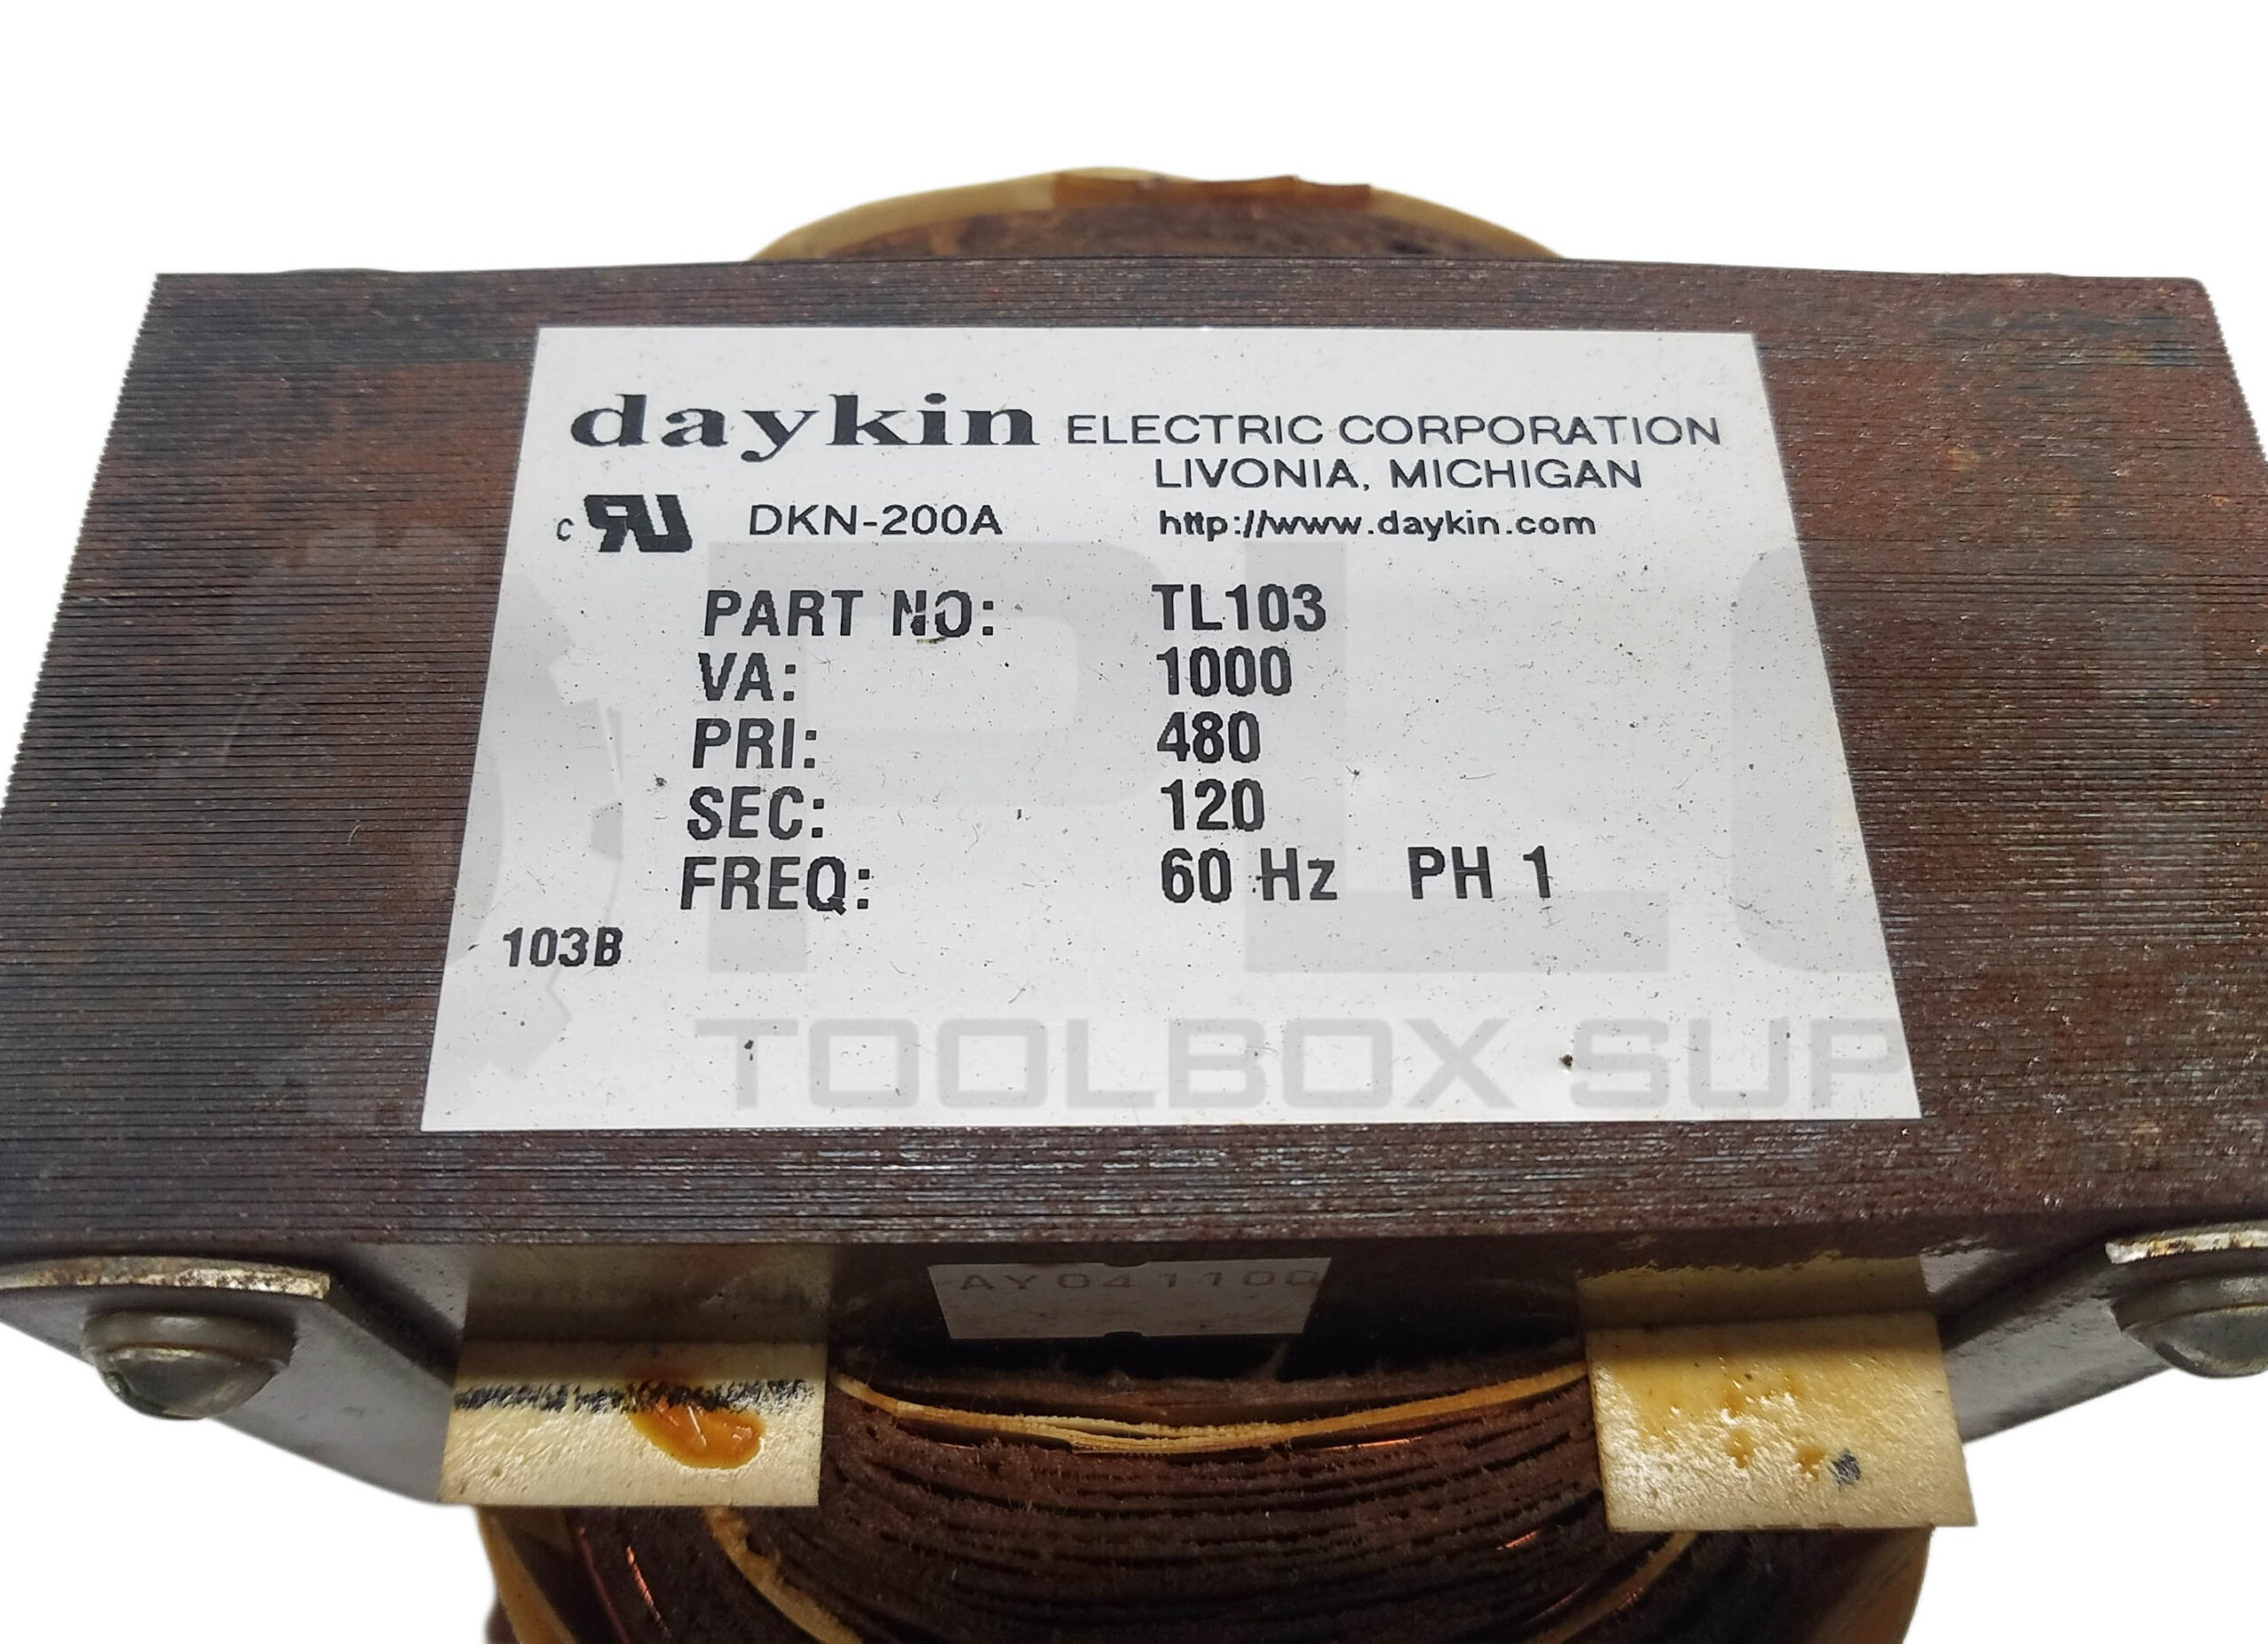 daykin ELECTRIC CORPORATION
LIVONIA, MICHIGAN
c RU DKN-200A http://www.daykin.com
PART NO: TL103
VA: 1000
PRI: 480
SEC: 120
FREQ: 60 Hz PH 1
103B
TOOLBOX SUP